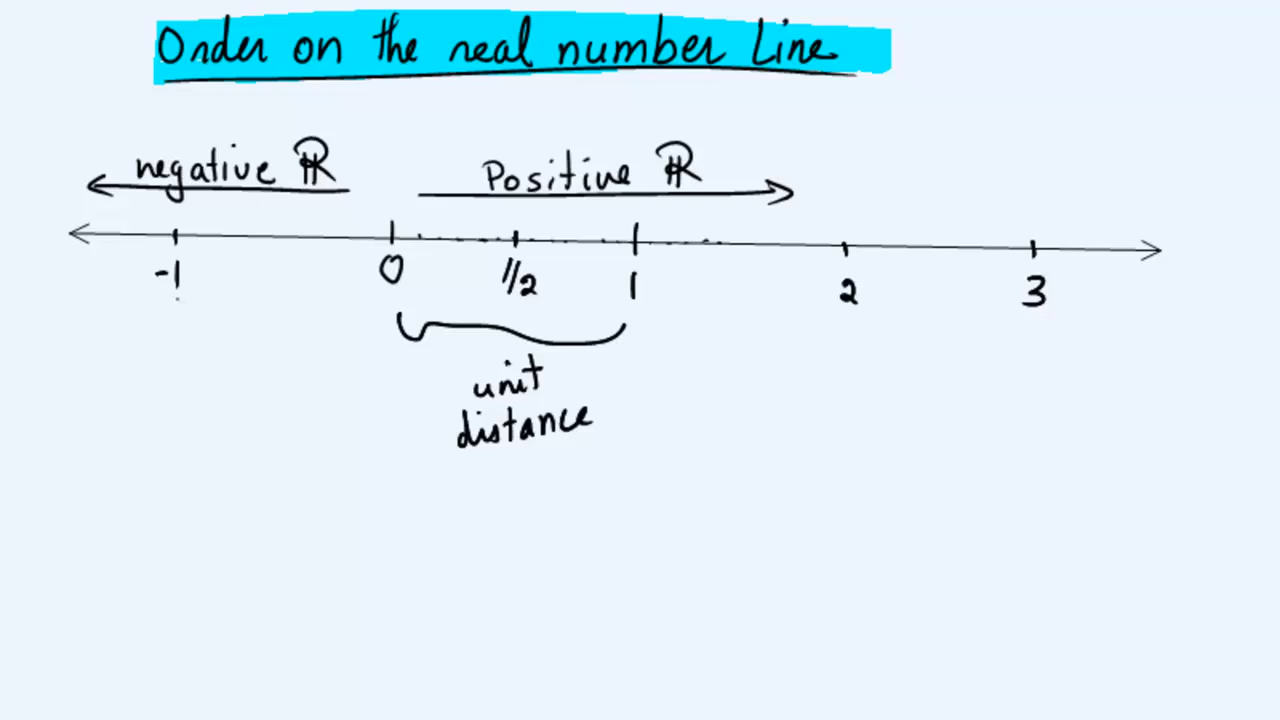 Order on the real number Line
negative ℝ Positive ℝ
-1 0 1/2 1 2 3
unit
distance